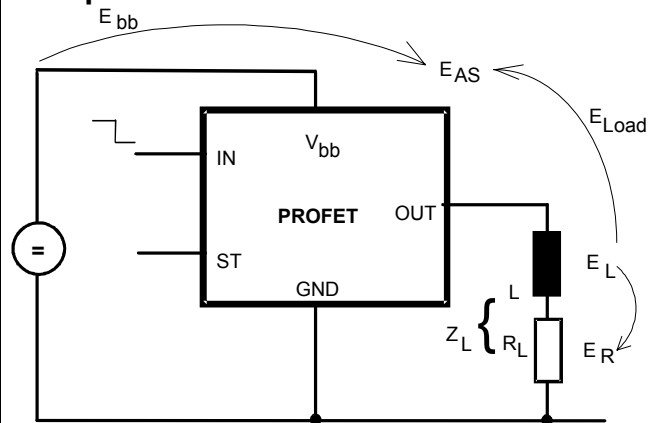 E bb
E AS
E Load
V bb
IN
PROFET
OUT
=
ST
GND
E L
L
Z L { R L
E R